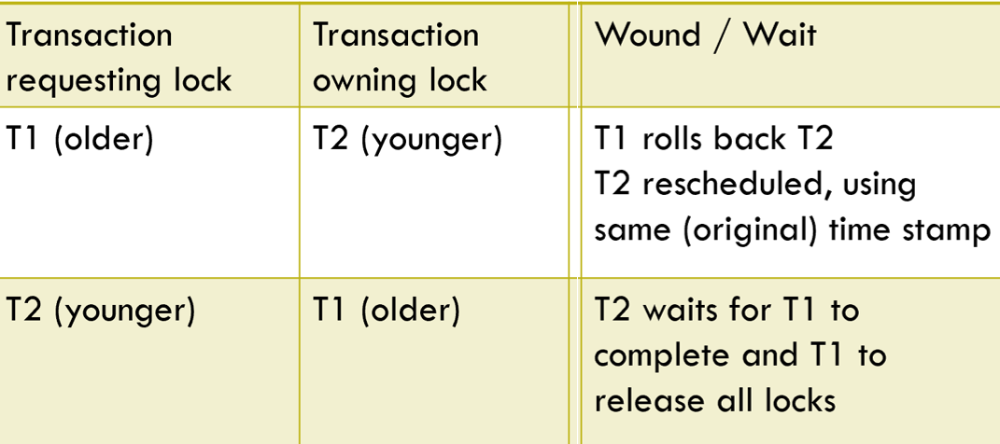 Transaction requesting lock
Transaction owning lock
Wound / Wait
T1 (older)
T2 (younger)
T1 rolls back T2
T2 rescheduled, using
same (original) time stamp
T2 (younger)
T1 (older)
T2 waits for T1 to
complete and T1 to
release all locks